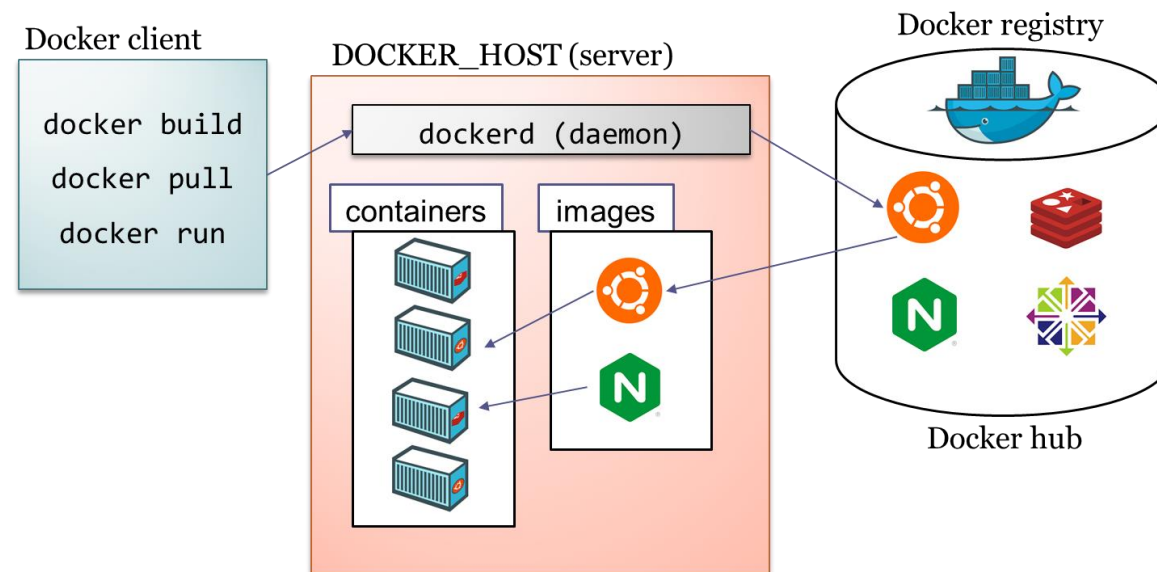 Docker client
docker build
docker pull
docker run
DOCKER_HOST (server)
dockerd (daemon)
containers
images
N
Docker registry
N
Docker hub